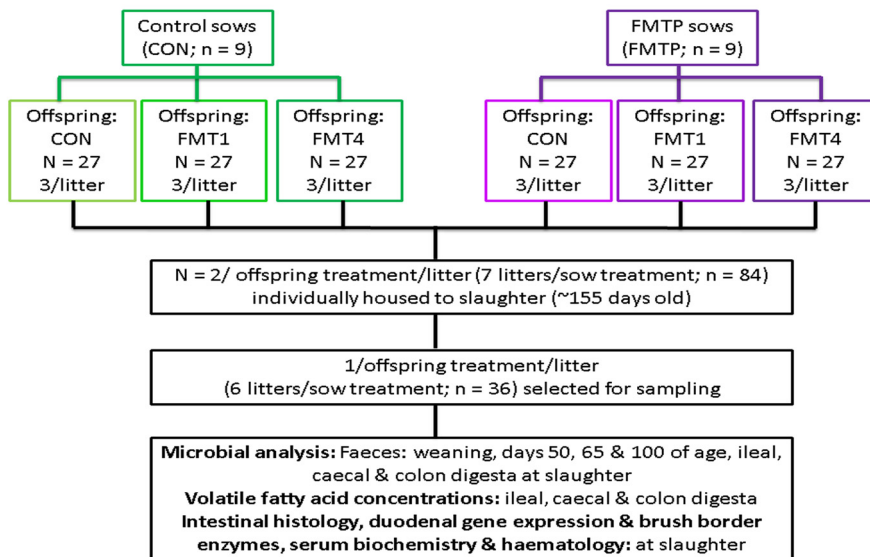 Control sows
(CON; n = 9)
FMTP sows
(FMTP; n = 9)
Offspring:
CON
N = 27
3/litter
Offspring:
FMT1
N = 27
3/litter
Offspring:
FMT4
N = 27
3/litter
Offspring:
CON
N = 27
3/litter
Offspring:
FMT1
N = 27
3/litter
Offspring:
FMT4
N = 27
3/litter
N = 2/ offspring treatment/litter (7 litters/sow treatment; n = 84)
individually housed to slaughter (~155 days old)
1/offspring treatment/litter
(6 litters/sow treatment; n = 36) selected for sampling
Microbial analysis: Faeces: weaning, days 50, 65 & 100 of age, ileal,
caecal & colon digesta at slaughter
Volatile fatty acid concentrations: ileal, caecal & colon digesta
Intestinal histology, duodenal gene expression & brush border
enzymes, serum biochemistry & haematology: at slaughter